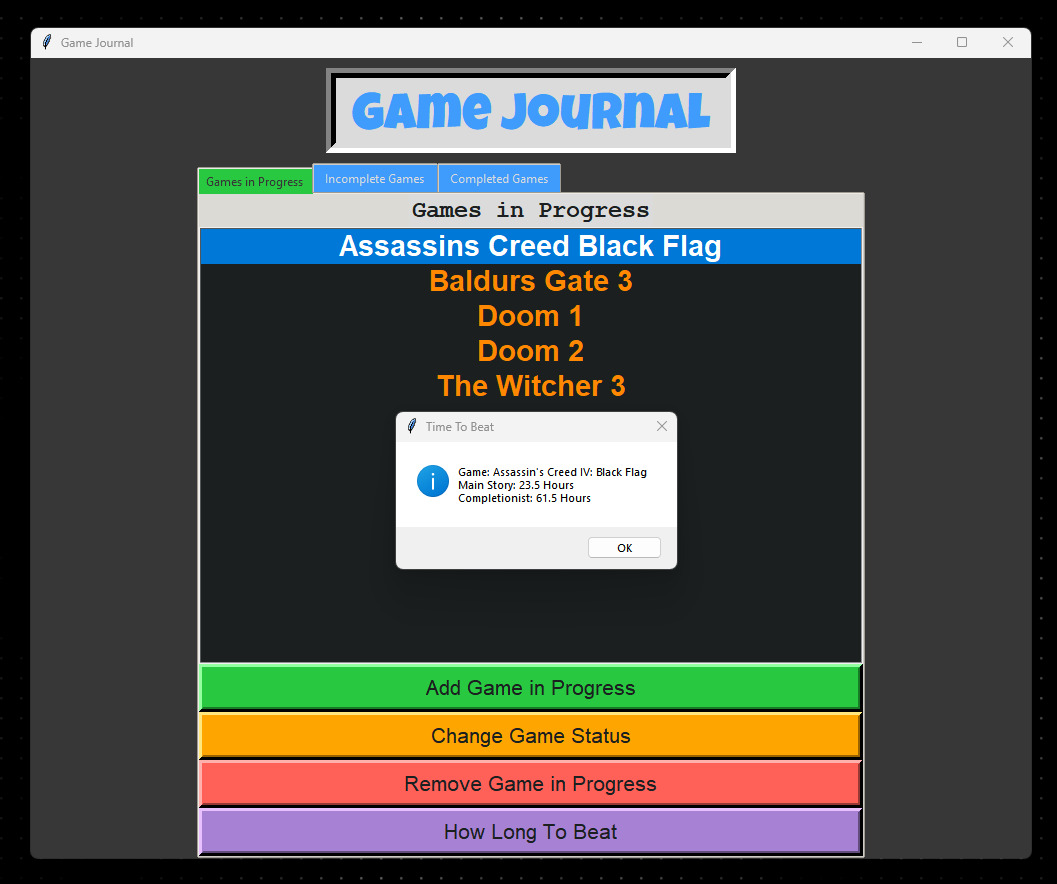 Game Journal
GAME JOURNAL
Games in Progress
Incomplete Games
Completed Games
Games in Progress
Assassins Creed Black Flag
Baldurs Gate 3
Doom 1
Doom 2
The Witcher 3
Time To Beat
Game: Assassin's Creed IV: Black Flag
Main Story: 23.5 Hours
Completionist: 61.5 Hours
OK
Add Game in Progress
Change Game Status
Remove Game in Progress
How Long To Beat